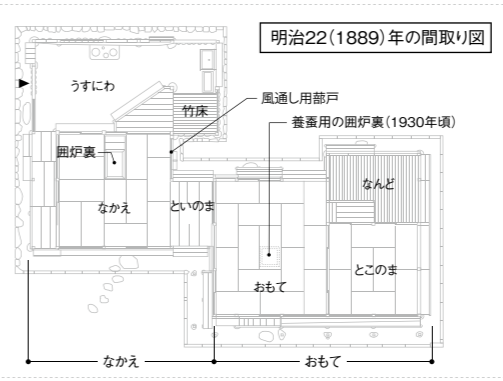 明治22(1889)年の間取り図
うすにわ
竹床
風通し用蔀戸
養蚕用の囲炉裏(1930年頃)
囲炉裏
なんど
なかえ
といのま
とこのま
おもて
なかえ
おもて